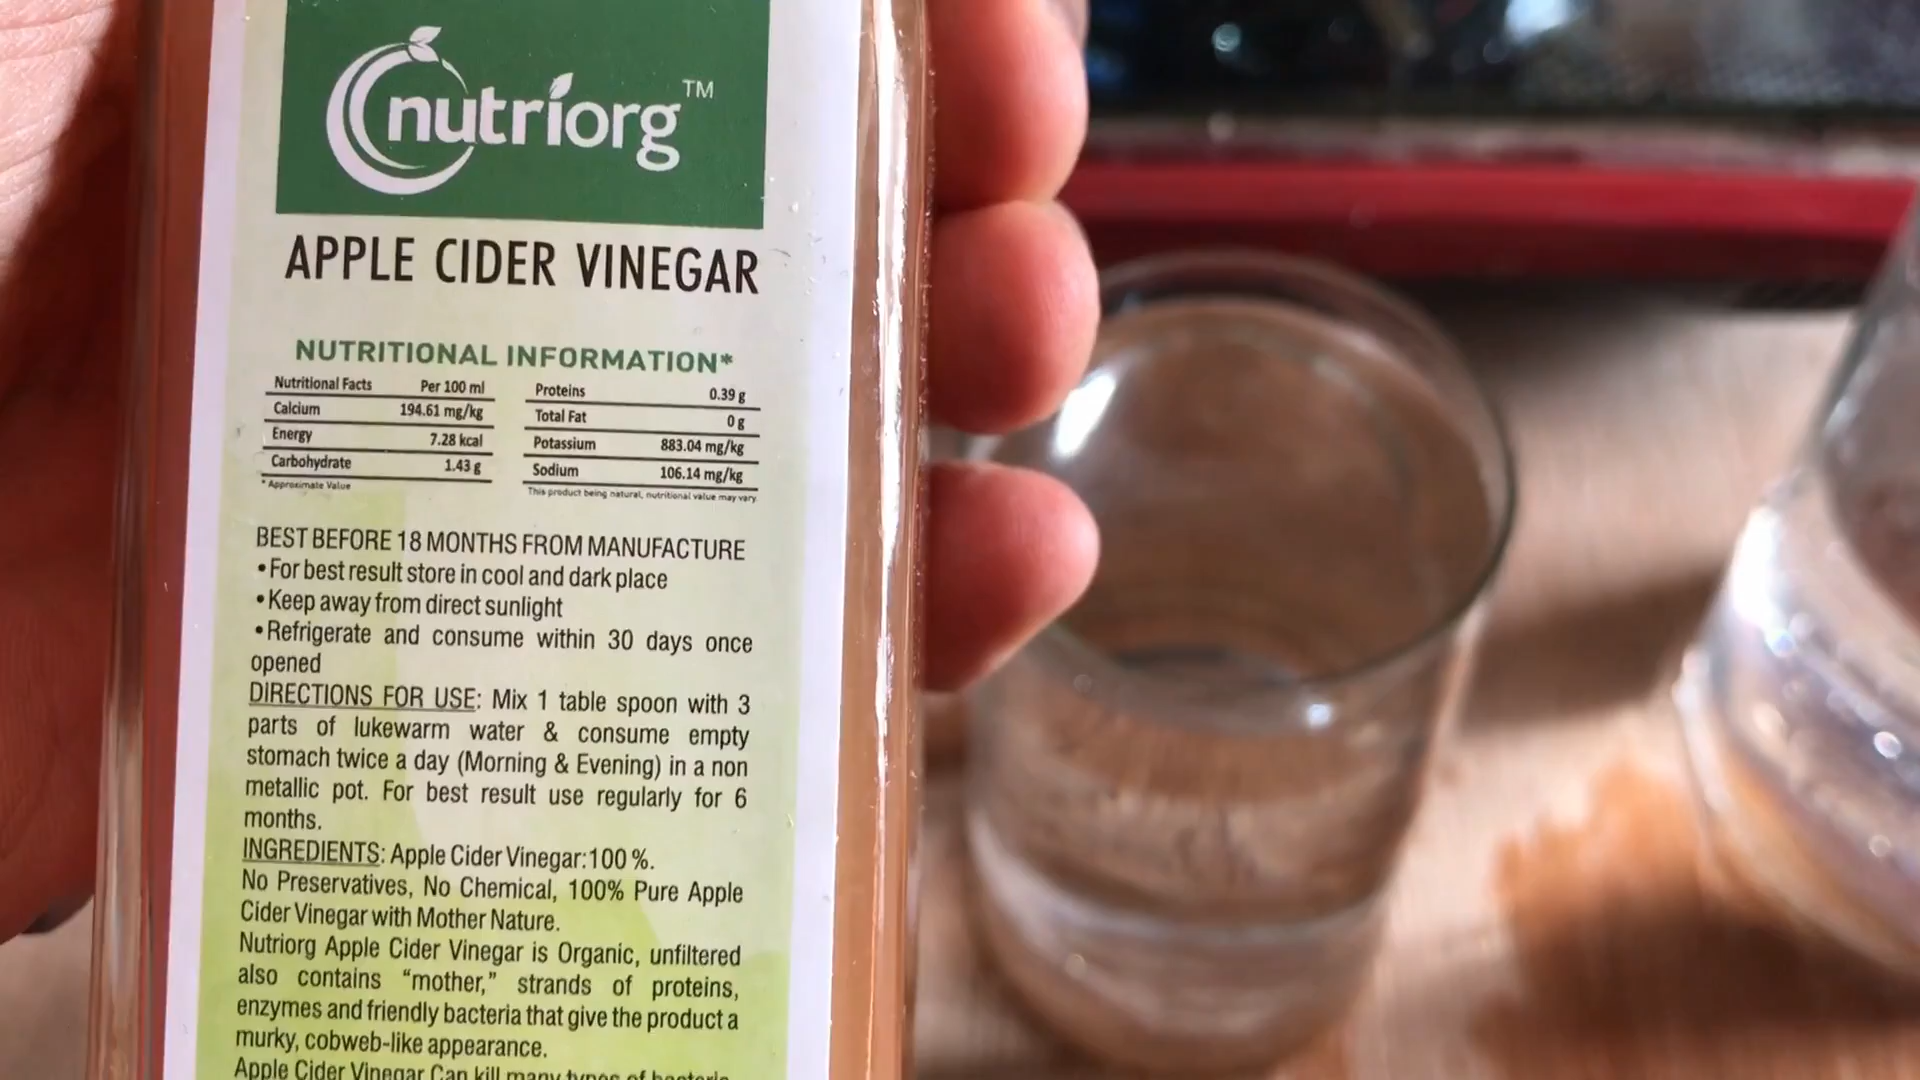 nutriorg™
APPLE CIDER VINEGAR
NUTRITIONAL INFORMATION*
Nutritional Facts Per 100 ml
Calcium 194.61 mg/kg
Energy 7.28 kcal
Carbohydrate 1.43 g
* Approximate Value
Proteins 0.39 g
Total Fat 0 g
Potassium 883.04 mg/kg
Sodium 106.14 mg/kg
This product being natural, nutritional value may vary.
BEST BEFORE 18 MONTHS FROM MANUFACTURE
• For best result store in cool and dark place
• Keep away from direct sunlight
• Refrigerate and consume within 30 days once
opened
DIRECTIONS FOR USE: Mix 1 table spoon with 3
parts of lukewarm water & consume empty
stomach twice a day (Morning & Evening) in a non
metallic pot. For best result use regularly for 6
months.
INGREDIENTS: Apple Cider Vinegar:100 %.
No Preservatives, No Chemical, 100% Pure Apple
Cider Vinegar with Mother Nature.
Nutriorg Apple Cider Vinegar is Organic, unfiltered
also contains "mother," strands of proteins,
enzymes and friendly bacteria that give the product a
murky, cobweb-like appearance.
Apple Cider Vinegar Can kill many types of bacteria